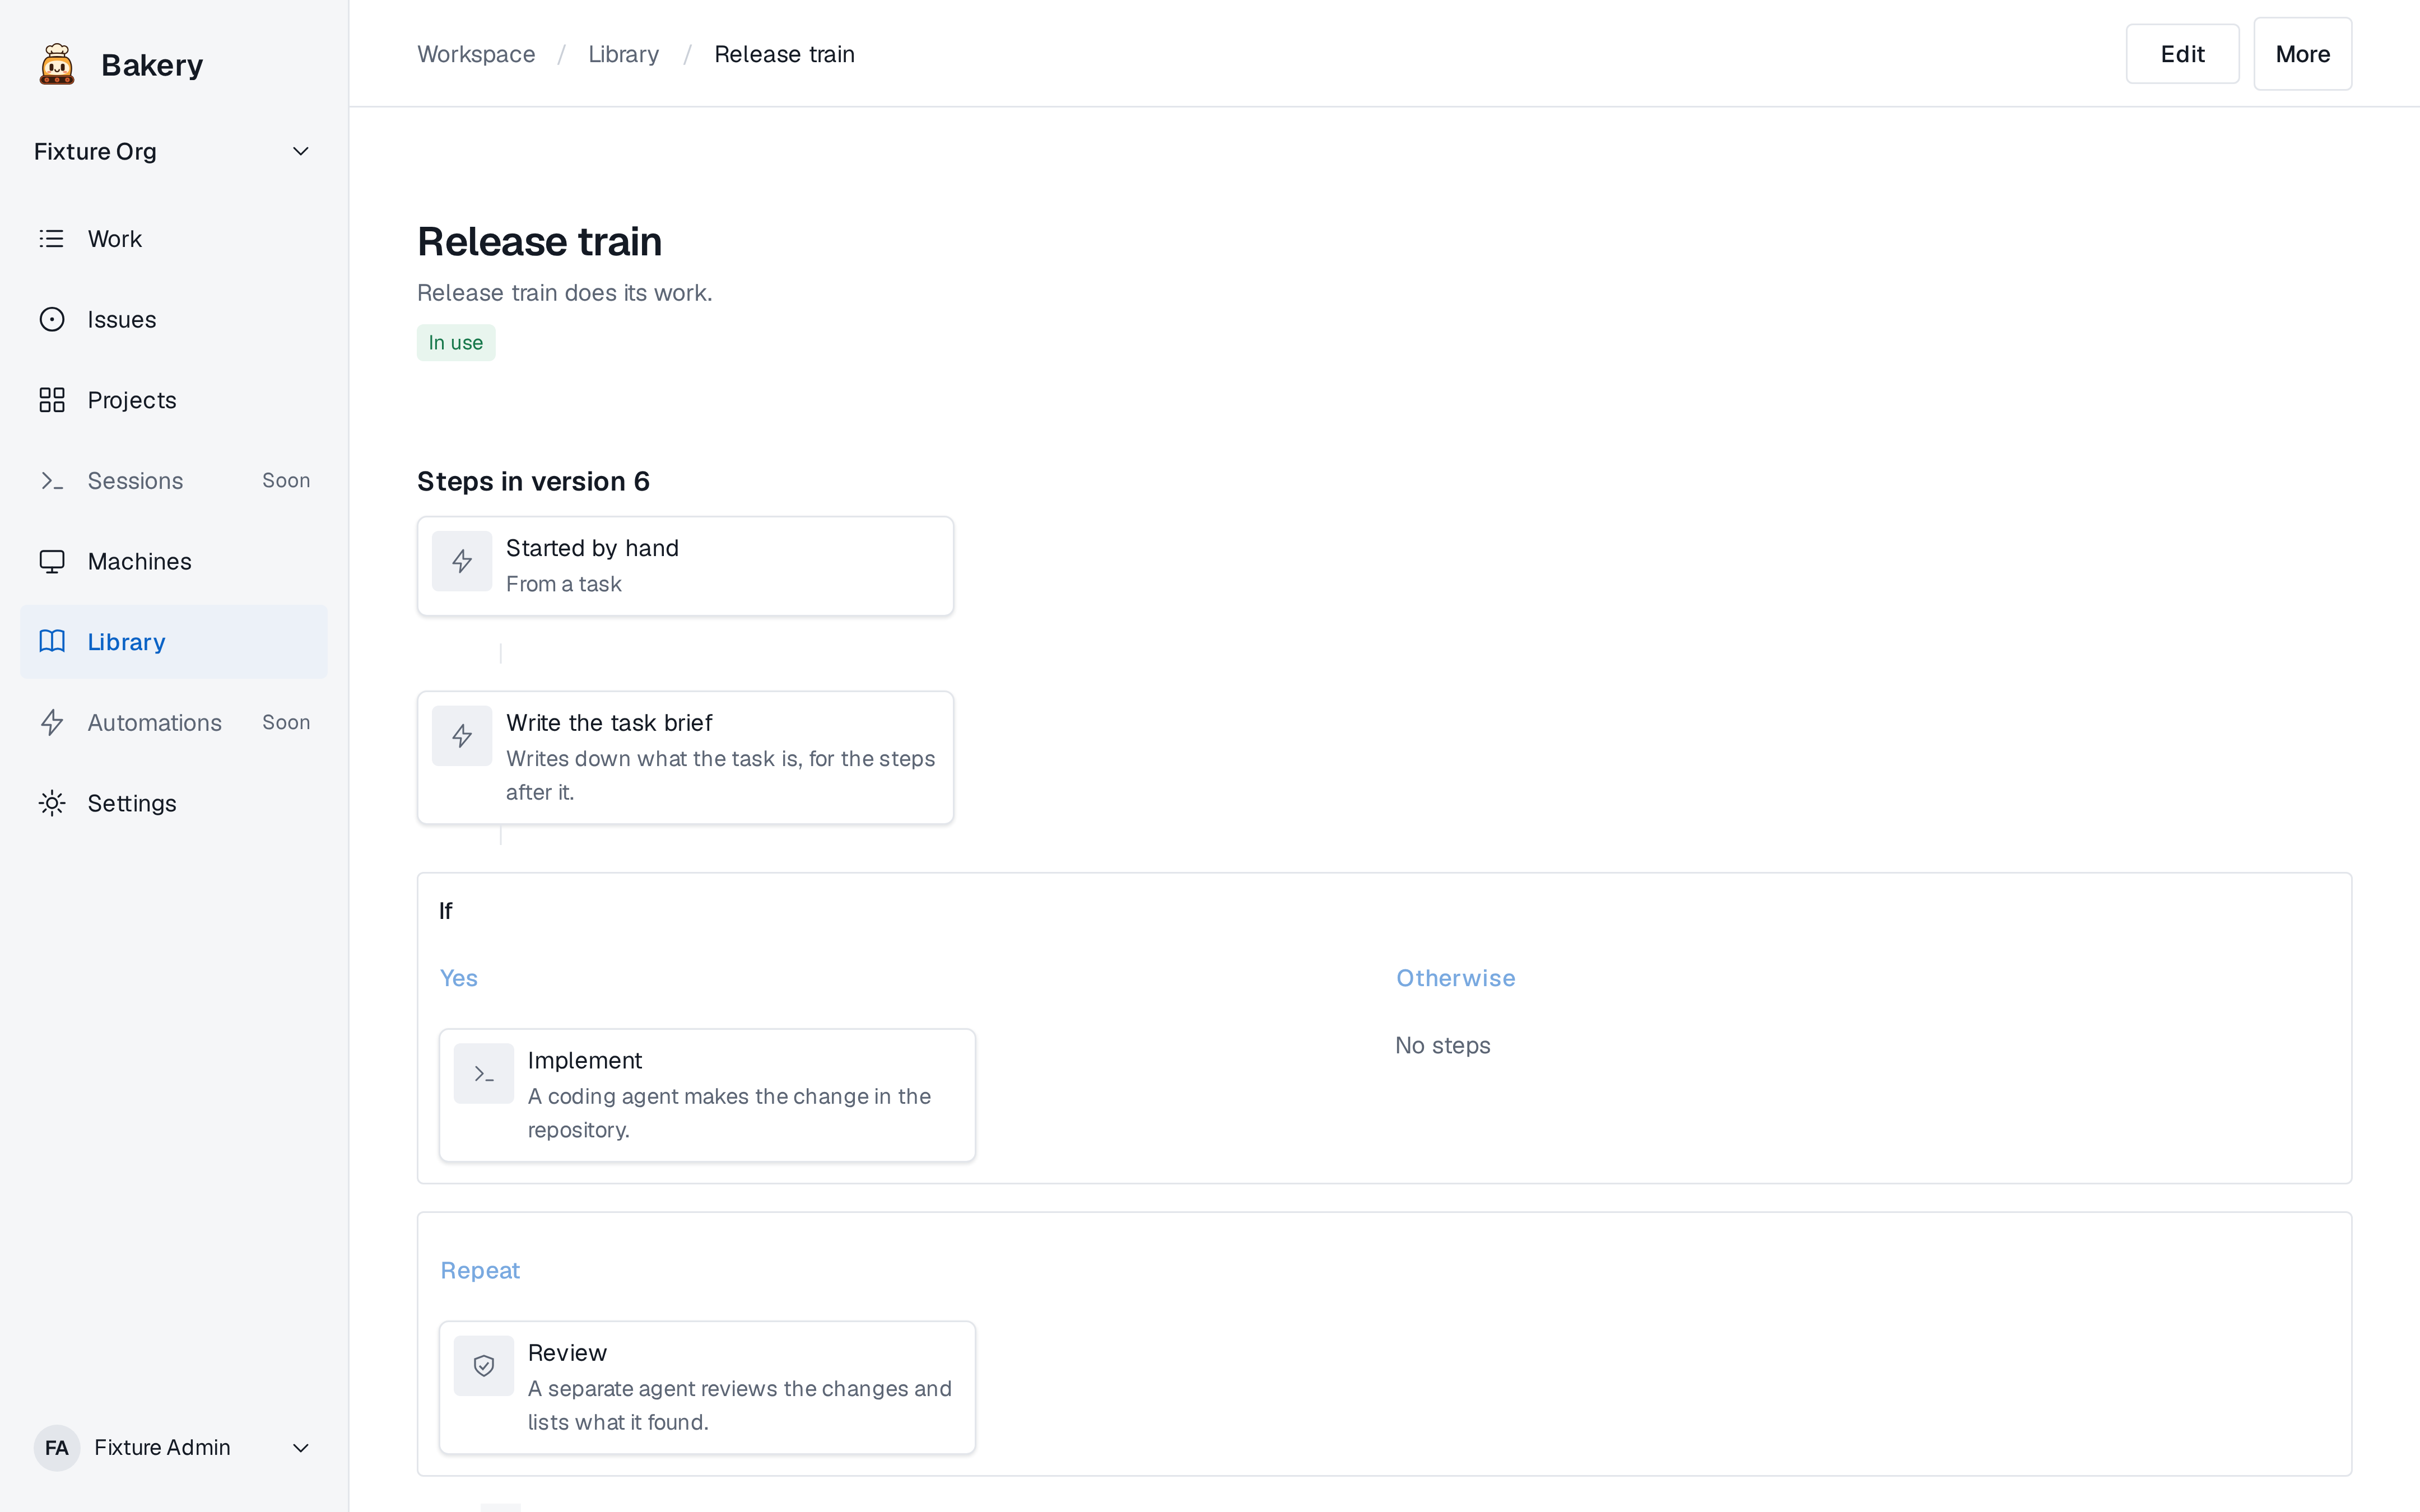 Bakery
Fixture Org
Work
Issues
Projects
Sessions Soon
Machines
Library
Automations Soon
Settings
FA Fixture Admin
Workspace / Library / Release train
Edit More
Release train
Release train does its work.
In use
Steps in version 6
Started by hand
From a task
Write the task brief
Writes down what the task is, for the steps
after it.
If
Yes
Implement
A coding agent makes the change in the
repository.
Otherwise
No steps
Repeat
Review
A separate agent reviews the changes and
lists what it found.